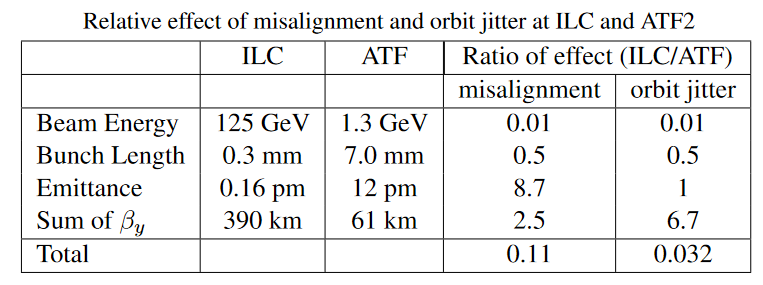 Relative effect of misalignment and orbit jitter at ILC and ATF2
ILC ATF Ratio of effect (ILC/ATF)
misalignment orbit jitter
Beam Energy 125 GeV 1.3 GeV 0.01 0.01
Bunch Length 0.3 mm 7.0 mm 0.5 0.5
Emittance 0.16 pm 12 pm 8.7 1
Sum of βy 390 km 61 km 2.5 6.7
Total 0.11 0.032